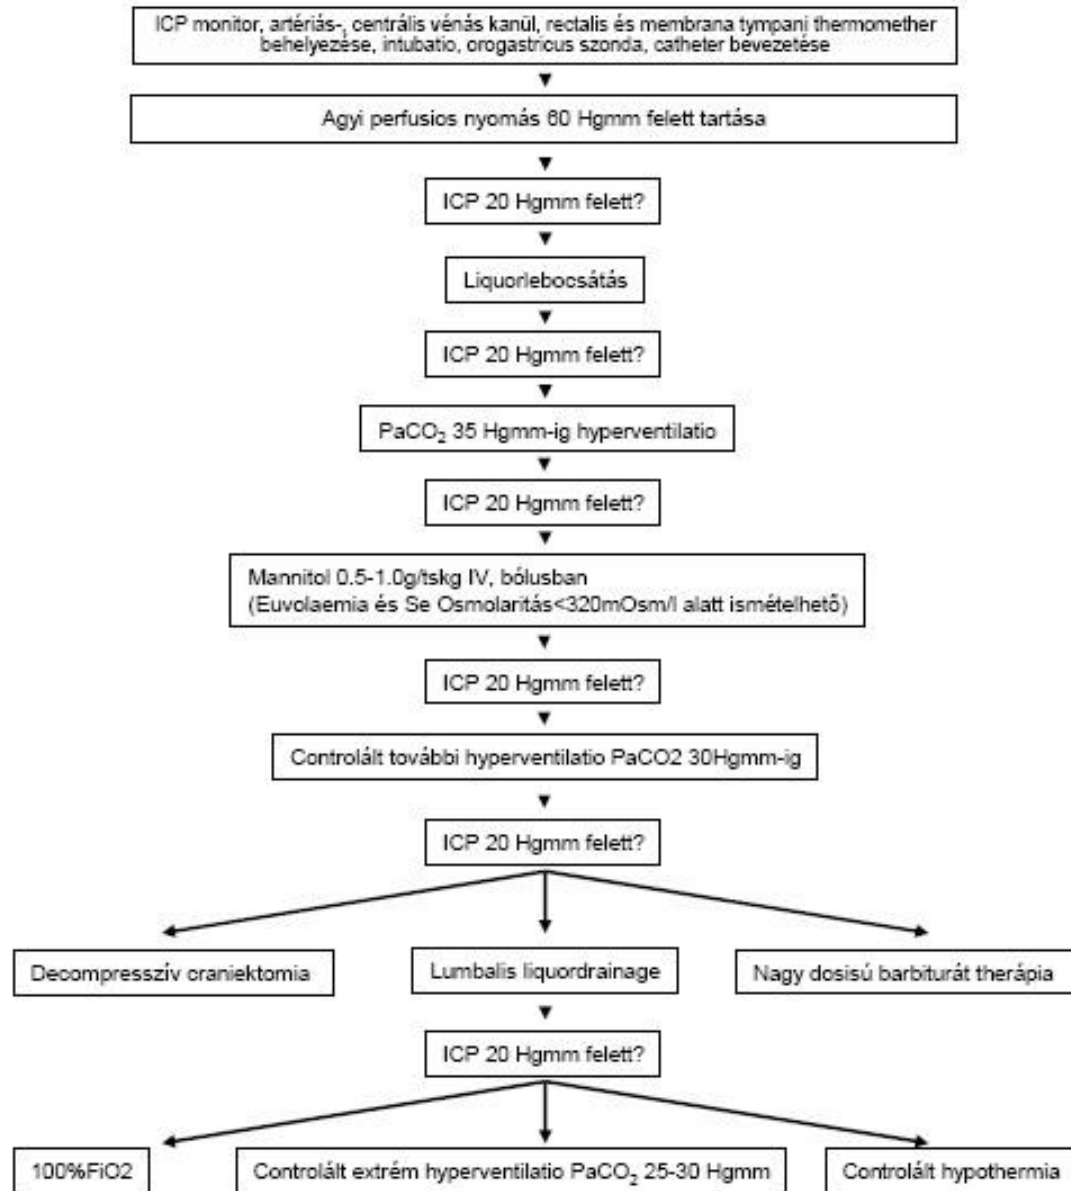 ICP monitor, artériás-, centrális vénás kanül, rectalis és membrana tympani thermomether
behelyezése, intubatio, orogastricus szonda, catheter bevezetése
Agyi perfusios nyomás 60 Hgmm felett tartása
ICP 20 Hgmm felett?
Liquorlebocsátás
ICP 20 Hgmm felett?
PaCO₂ 35 Hgmm-ig hyperventilatio
ICP 20 Hgmm felett?
Mannitol 0.5-1.0g/tskg IV, bólusban
(Euvolaemia és Se Osmolaritás<320mOsm/l alatt ismételhető)
ICP 20 Hgmm felett?
Controlált további hyperventilatio PaCO2 30Hgmm-ig
ICP 20 Hgmm felett?
Decompresszív craniektomia
Lumbalis liquordrainage
Nagy dosisú barbiturát therápia
ICP 20 Hgmm felett?
100%FiO2
Controlált extrém hyperventilatio PaCO₂ 25-30 Hgmm
Controlált hypothermia